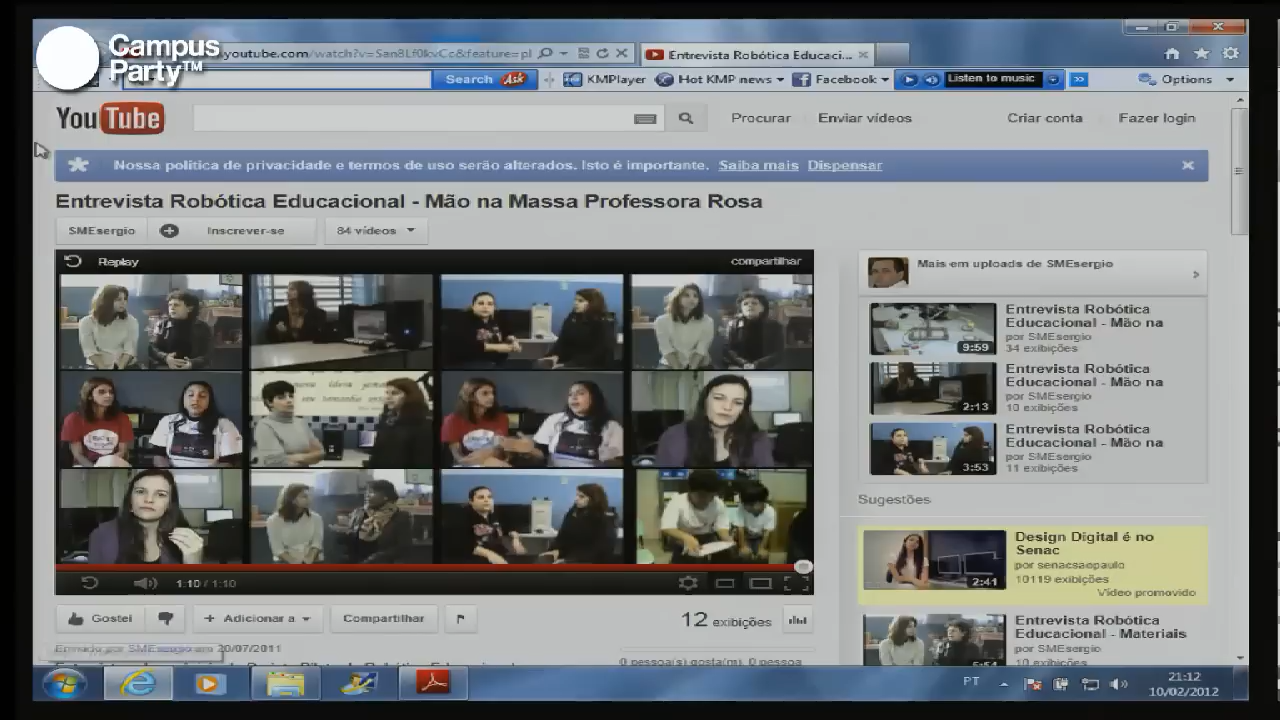 Campus
Party™
youtube.com/watch?v=
Entrevista Robótica Educaci...
Search Ask
KMPlayer
Hot KMP news
Facebook
Listen to music
Options
YouTube
Procurar
Enviar vídeos
Criar conta
Fazer login
Nossa política de privacidade e termos de uso serão alterados. Isto é importante. Saiba mais Dispensar
Entrevista Robótica Educacional - Mão na Massa Professora Rosa
SMEsergio
Inscrever-se
84 vídeos
Replay
compartilhar
1:10 / 1:10
Gostei
Adicionar a
Compartilhar
12 exibições
Enviado por SMEsergio em 20/07/2011
0 pessoa(s) gosta(m), 0 pessoa
Mais em uploads de SMEsergio
Entrevista Robótica
Educacional - Mão na
por SMEsergio
9:59
34 exibições
Entrevista Robótica
Educacional - Mão na
por SMEsergio
2:13
10 exibições
Entrevista Robótica
Educacional - Mão na
por SMEsergio
3:53
11 exibições
Sugestões
Design Digital é no
Senac
por senacsaopaulo
2:41
10119 exibições
Vídeo promovido
Entrevista Robótica
Educacional - Materiais
por SMEsergio
5:54
10 exibições
PT
21:12
10/02/2012